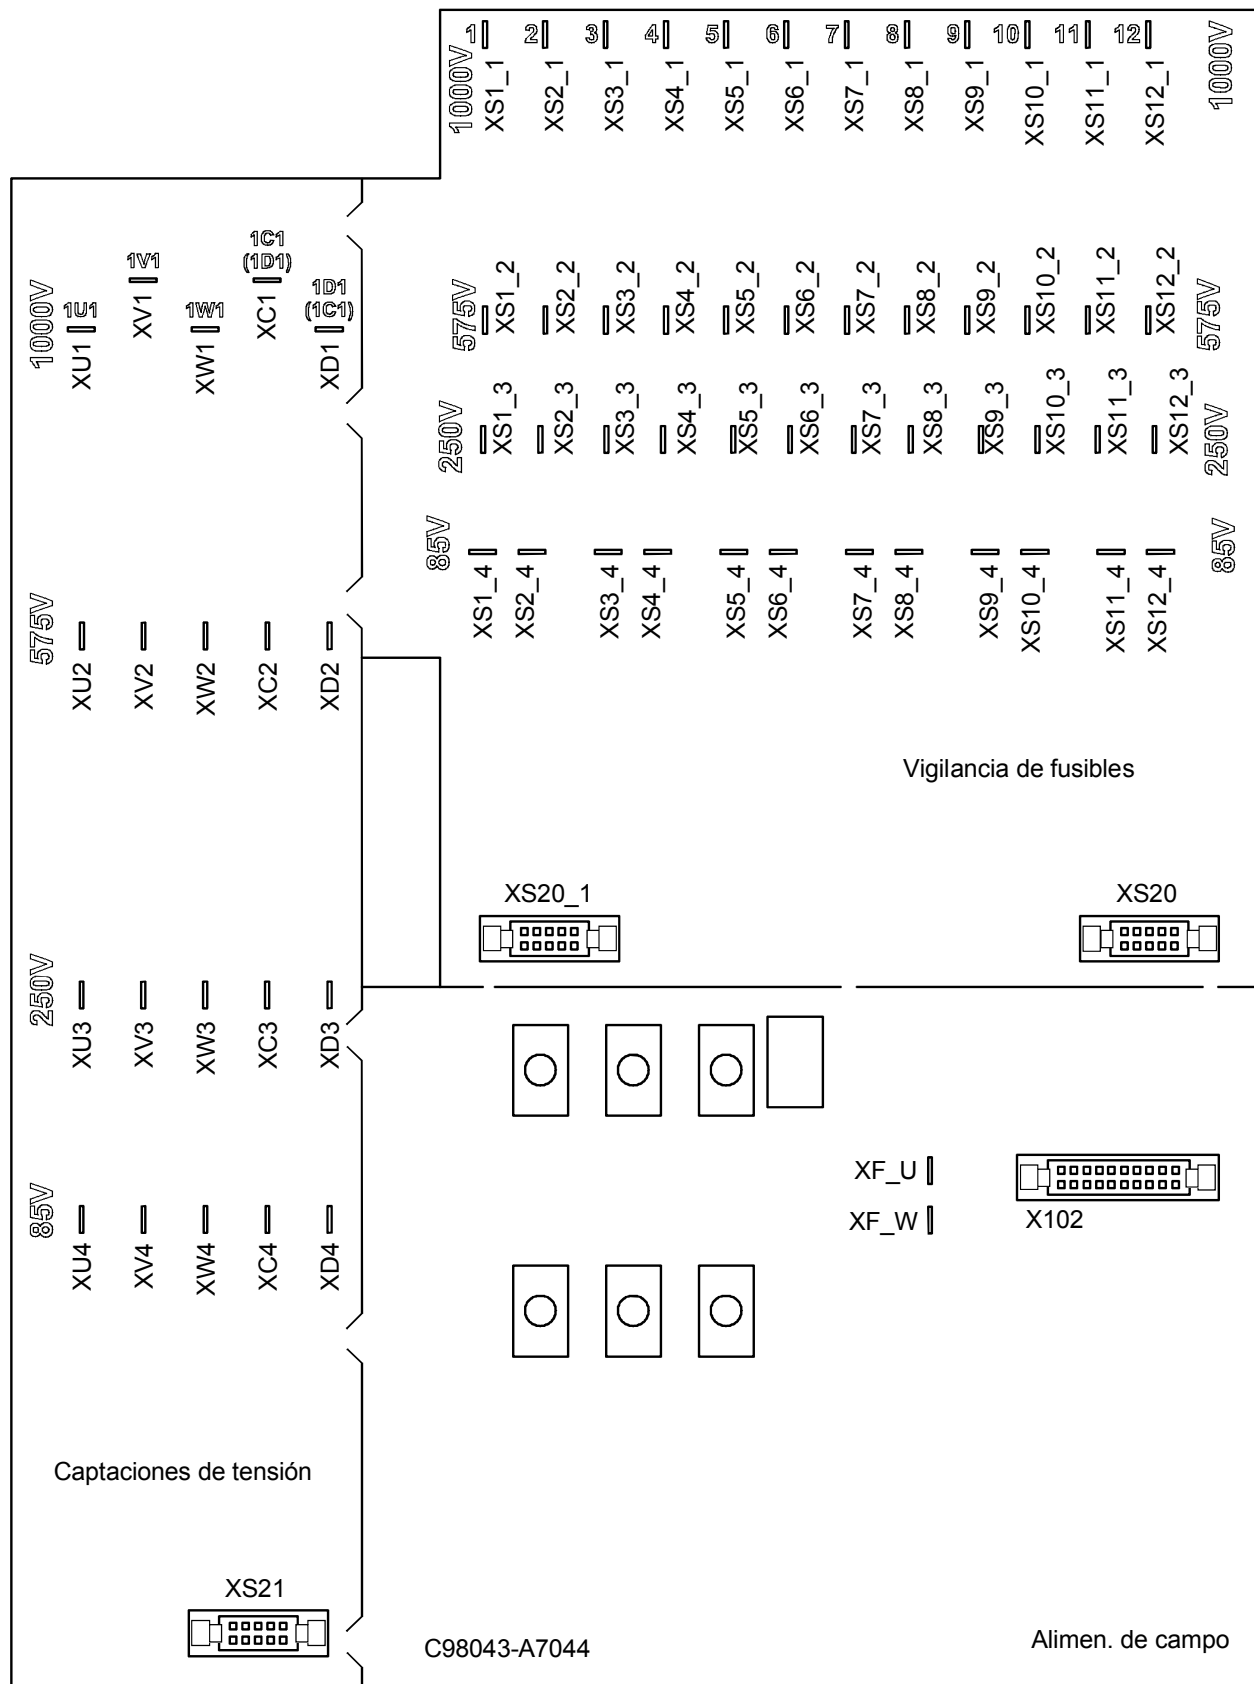 1 2 3 4 5 6 7 8 9 10 11 12
1000V XS1_1 XS2_1 XS3_1 XS4_1 XS5_1 XS6_1 XS7_1 XS8_1 XS9_1 XS10_1 XS11_1 XS12_1 1000V
1C1
(1D1)
1V1
1D1
(1C1)
1U1 1W1
1000V XU1 XV1 XW1 XC1 XD1
575V XS1_2 XS2_2 XS3_2 XS4_2 XS5_2 XS6_2 XS7_2 XS8_2 XS9_2 XS10_2 XS11_2 XS12_2 575V
250V XS1_3 XS2_3 XS3_3 XS4_3 XS5_3 XS6_3 XS7_3 XS8_3 XS9_3 XS10_3 XS11_3 XS12_3 250V
85V XS1_4 XS2_4 XS3_4 XS4_4 XS5_4 XS6_4 XS7_4 XS8_4 XS9_4 XS10_4 XS11_4 XS12_4 85V
575V XU2 XV2 XW2 XC2 XD2
Vigilancia de fusibles
XS20_1 XS20
250V XU3 XV3 XW3 XC3 XD3
XF_U
XF_W
X102
85V XU4 XV4 XW4 XC4 XD4
Captaciones de tensión
XS21
C98043-A7044
Alimen. de campo